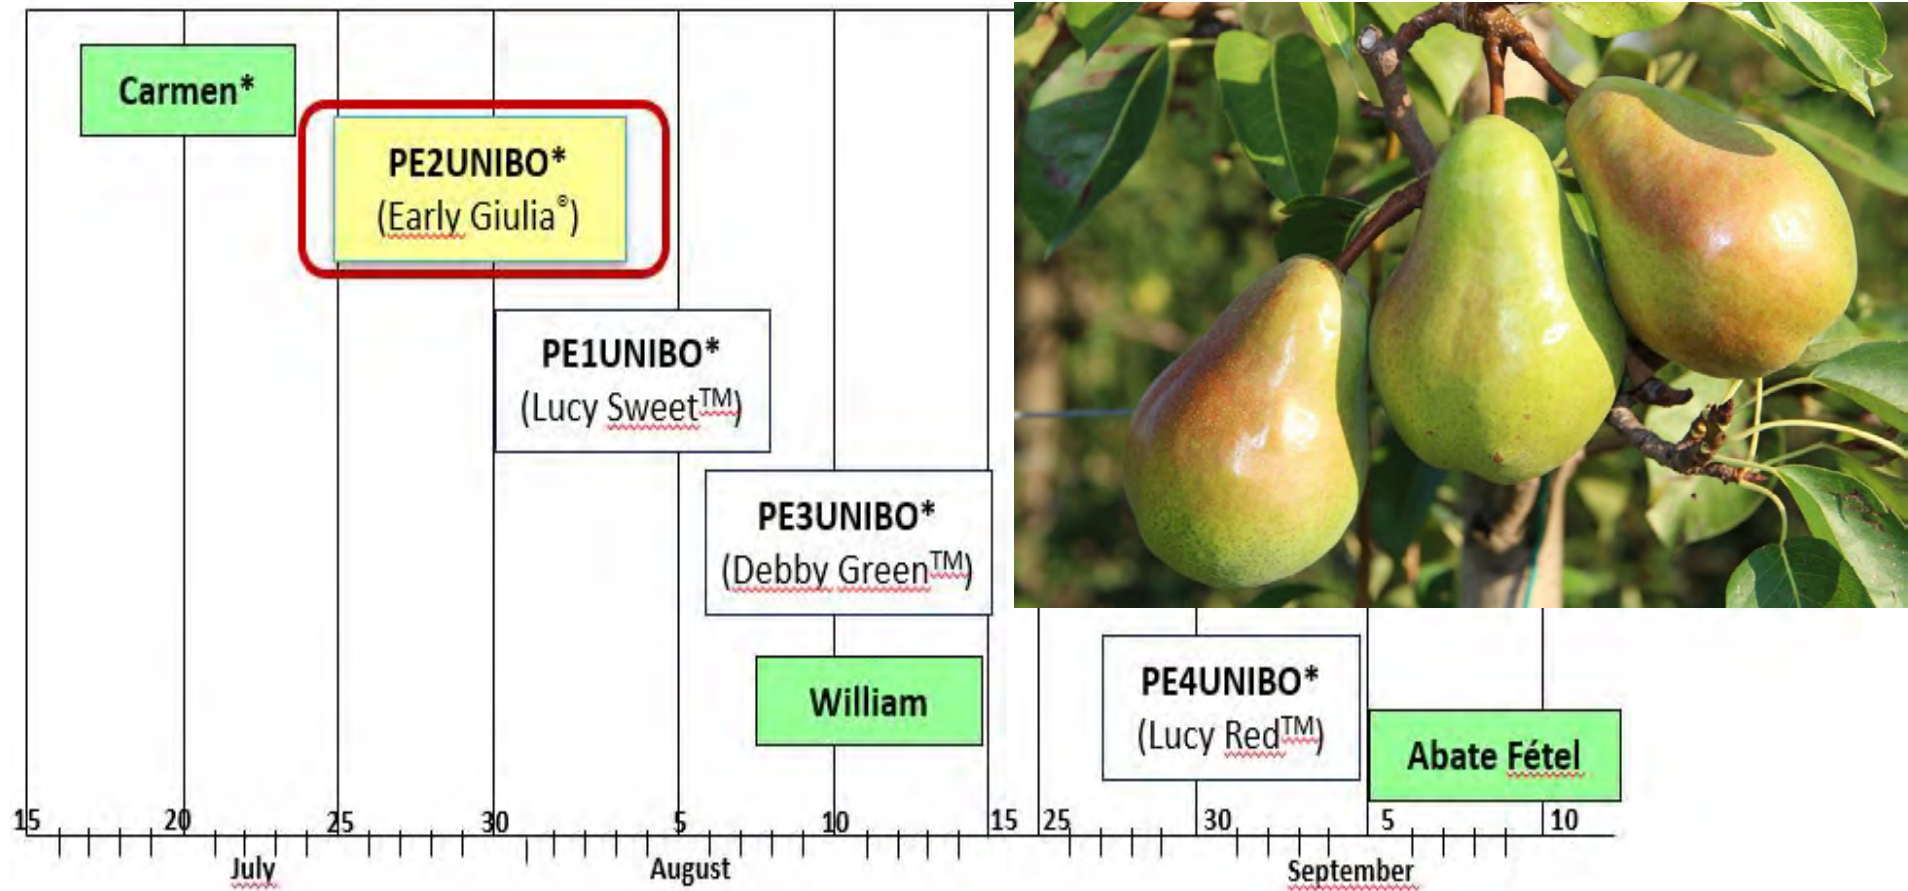 Carmen*
PE2UNIBO*
(Early Giulia®)
PE1UNIBO*
(Lucy Sweet™)
PE3UNIBO*
(Debby Green™)
William
PE4UNIBO*
(Lucy Red™)
Abate Fétel
15 20 25 30 5 10 15 25 30 5 10
July August September